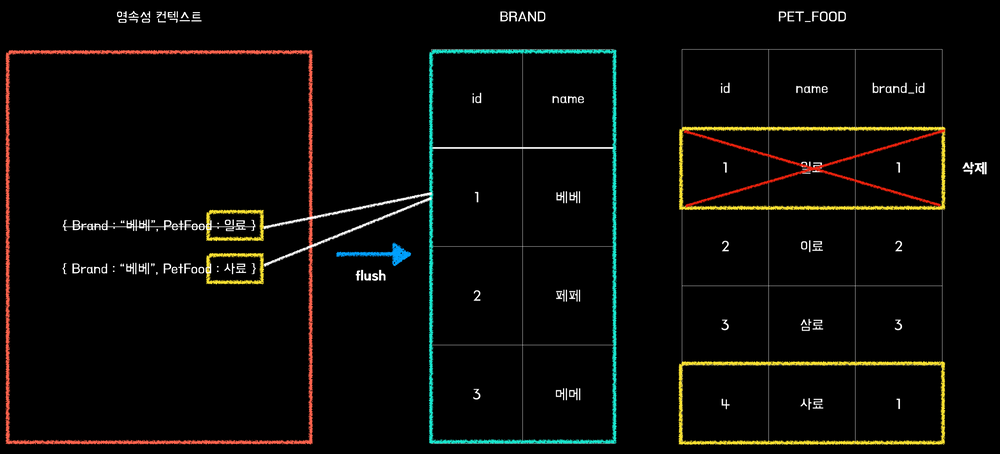 영속성 컨텍스트
{ Brand : “베베”, PetFood : 일료 }
{ Brand : “베베”, PetFood : 사료 }
flush
BRAND
id name
1 베베
2 페페
3 메메
PET_FOOD
id name brand_id
1 일료 1
삭제
2 이료 2
3 삼료 3
4 사료 1